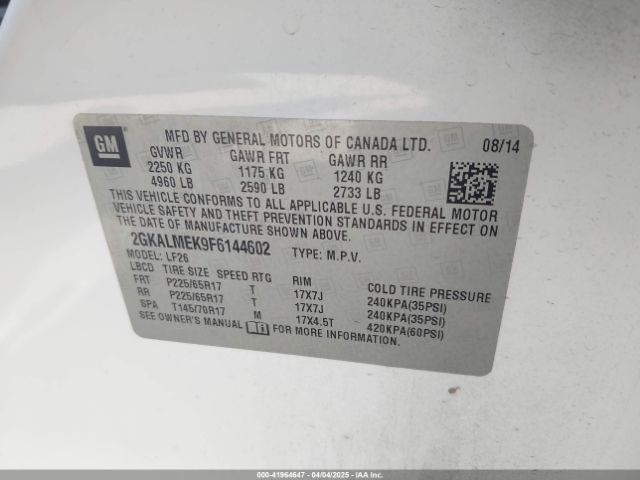 GM
MFD BY GENERAL MOTORS OF CANADA LTD. 08/14
GVWR GAWR FRT GAWR RR
2250 KG 1175 KG 1240 KG
4960 LB 2590 LB 2733 LB
THIS VEHICLE CONFORMS TO ALL APPLICABLE U.S. FEDERAL MOTOR
VEHICLE SAFETY AND THEFT PREVENTION STANDARDS IN EFFECT ON
THE DATE OF MANUFACTURE SHOWN ABOVE.
2GKALMEK9F6144602 TYPE: M.P.V.
MODEL: LF26
LBCD TIRE SIZE SPEED RTG RIM COLD TIRE PRESSURE
FRT P225/65R17 T 17X7J 240KPA(35PSI)
RR P225/65R17 T 17X7J 240KPA(35PSI)
SPA T145/70R17 M 17X4.5T 420KPA(60PSI)
SEE OWNER'S MANUAL FOR MORE INFORMATION.
000-41954647 - 04/04/2025 - IAAI.COM